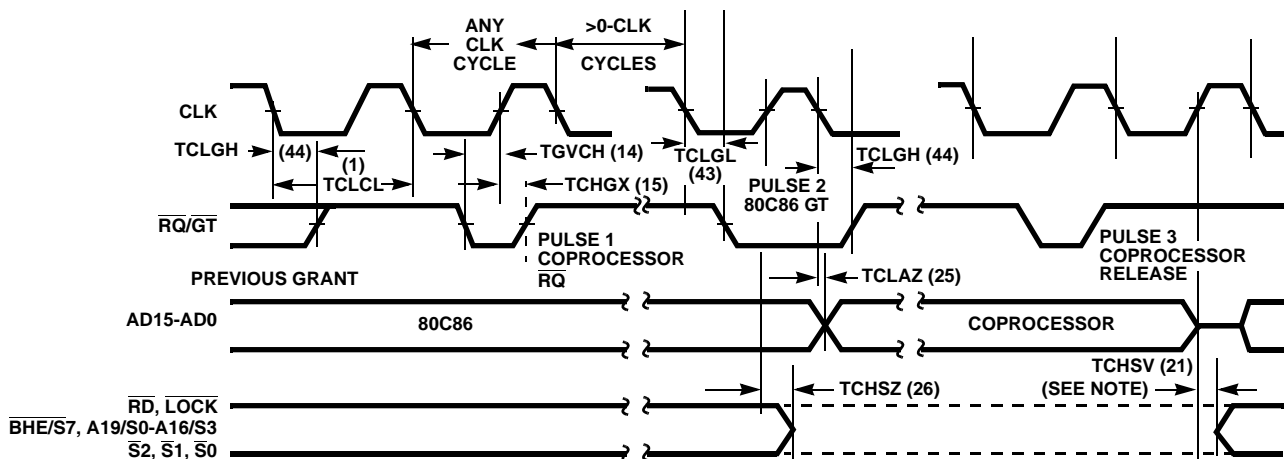 ANY
CLK
CYCLE
>0-CLK
CYCLES
CLK
TCLGH
(44)
(1)
TCLCL
TGVCH (14)
TCHGX (15)
TCLGL
(43)
TCLGH (44)
PULSE 2
80C86 GT
RQ/GT
PULSE 1
COPROCESSOR
RQ
PULSE 3
COPROCESSOR
RELEASE
PREVIOUS GRANT
TCLAZ (25)
AD15-AD0
80C86
COPROCESSOR
TCHSV (21)
(SEE NOTE)
TCHSZ (26)
RD, LOCK
BHE/S7, A19/S0-A16/S3
S2, S1, S0